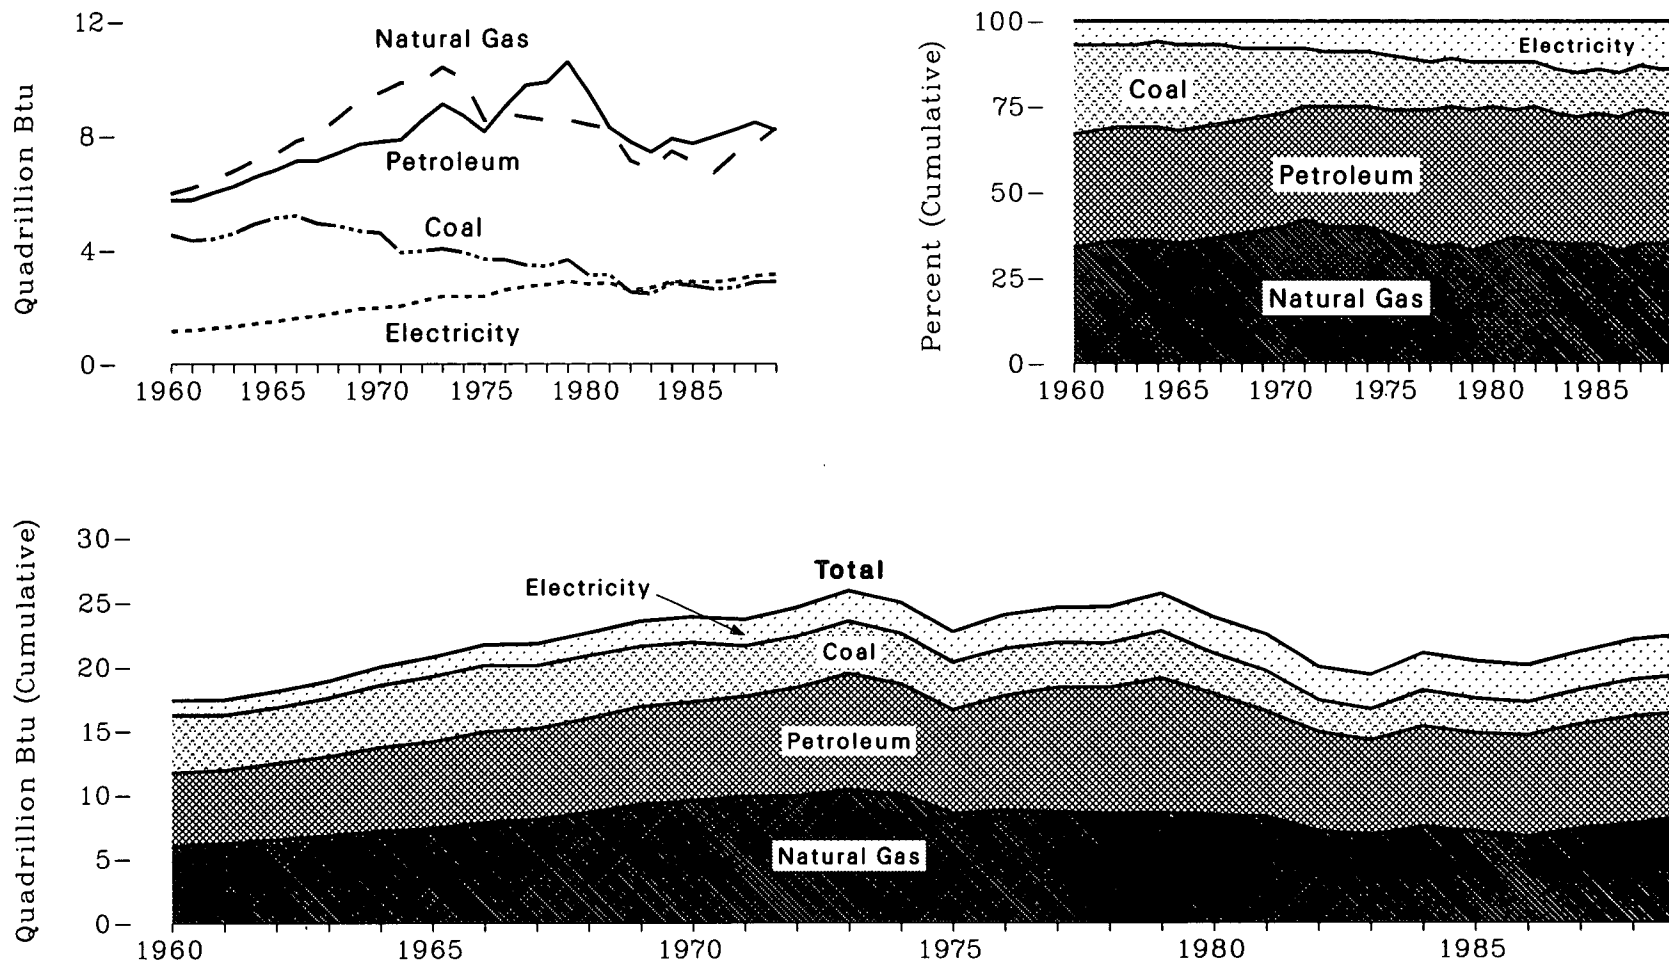 Quadrillion Btu
12
8
4
0
Natural Gas
Petroleum
Coal
Electricity
1960 1965 1970 1975 1980 1985
Percent (Cumulative)
100
75
50
25
0
Electricity
Coal
Petroleum
Natural Gas
1960 1965 1970 1975 1980 1985
Quadrillion Btu (Cumulative)
30
25
20
15
10
5
0
Total
Electricity
Coal
Petroleum
Natural Gas
1960 1965 1970 1975 1980 1985